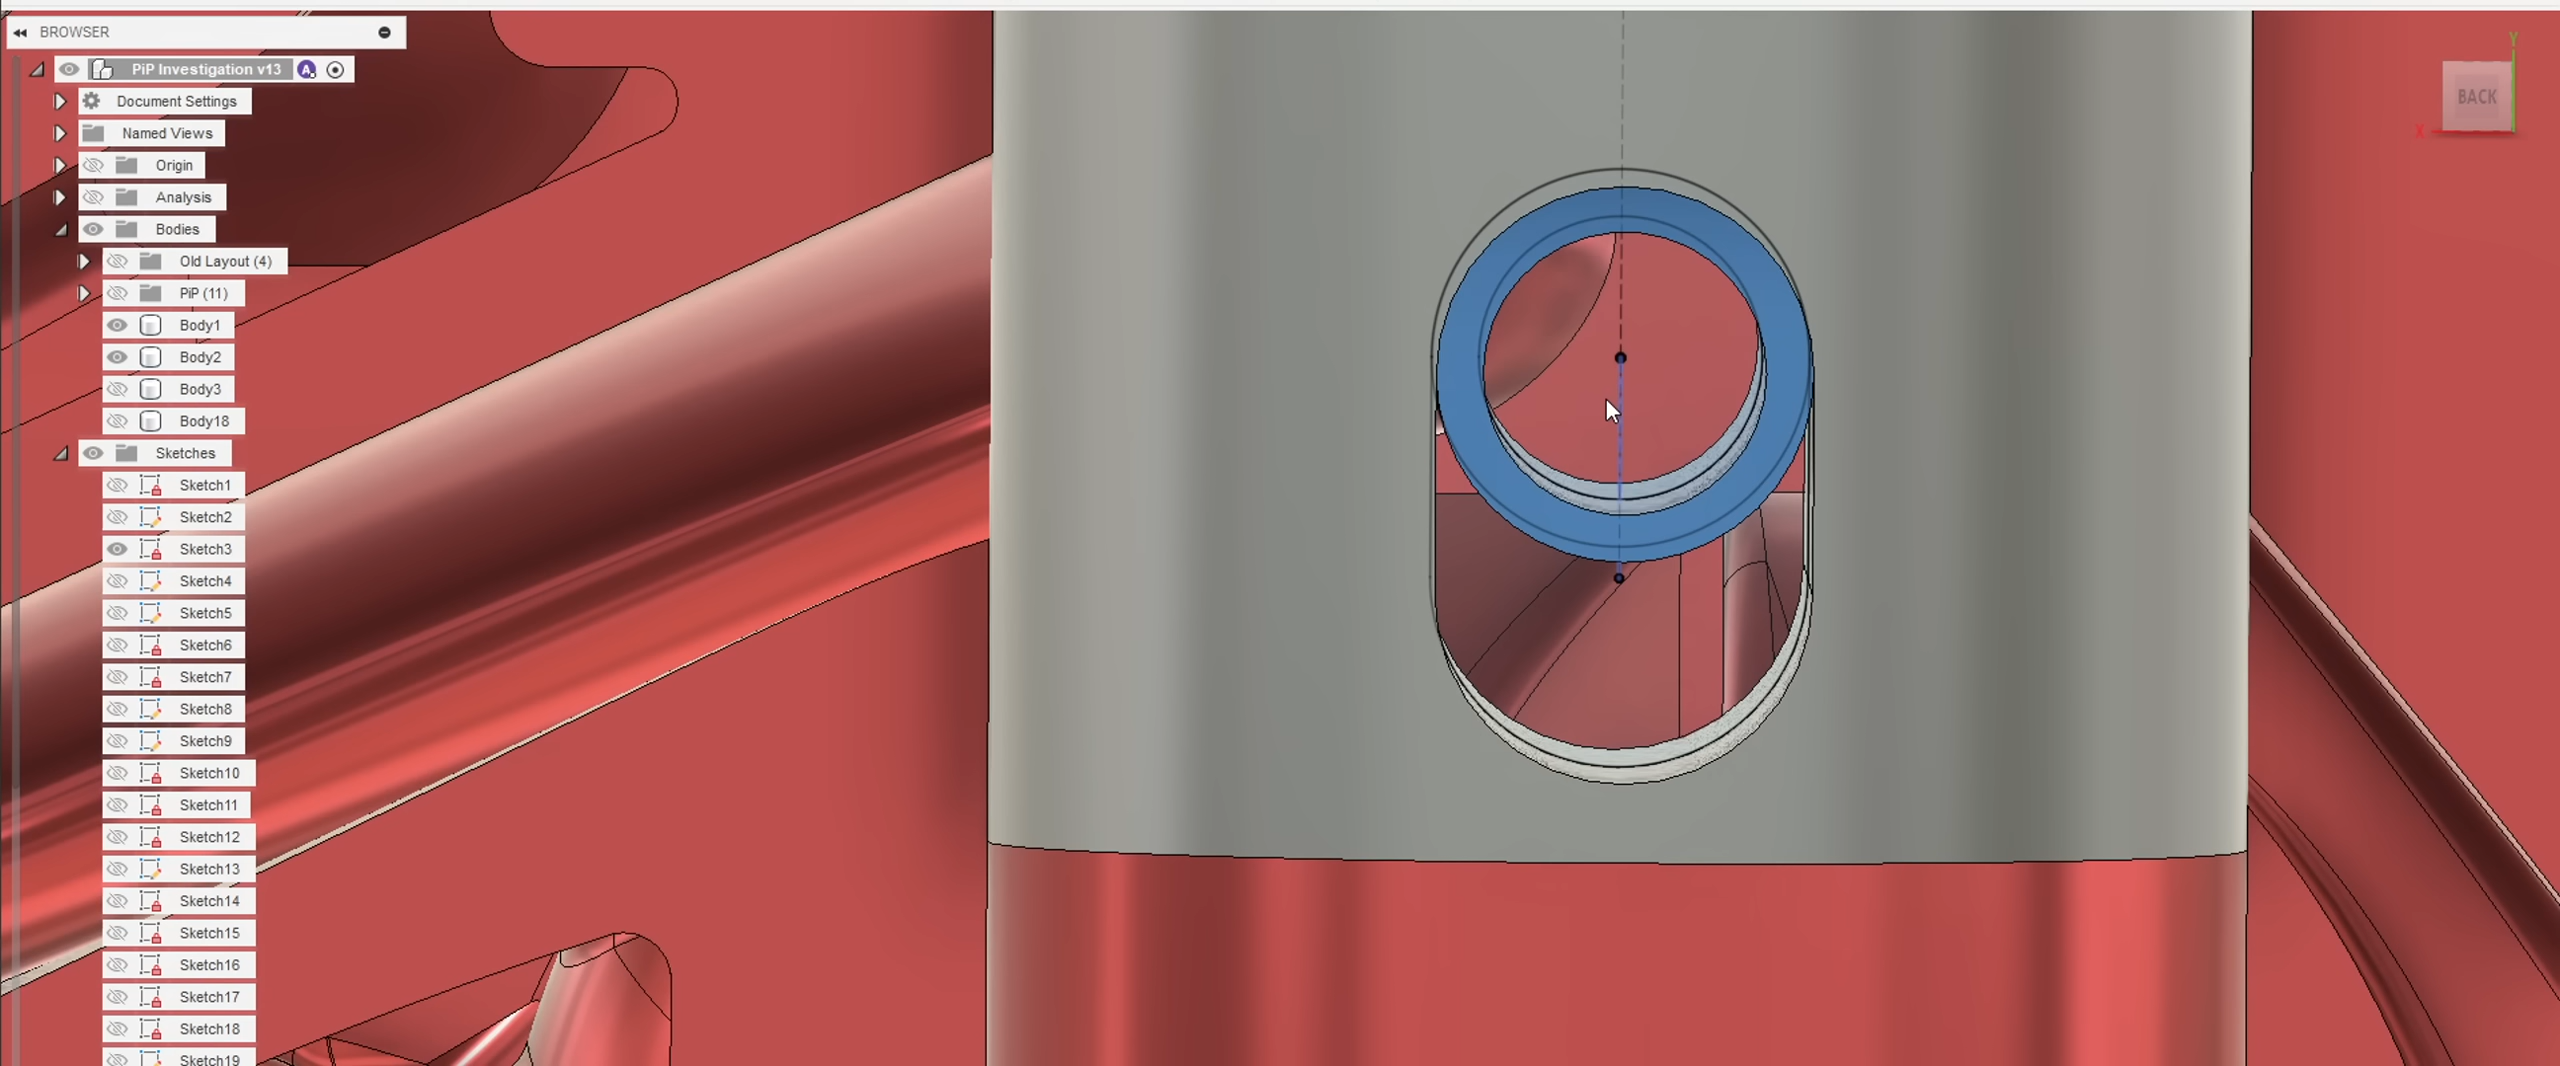 BROWSER
PiP Investigation v13
Document Settings
Named Views
Origin
Analysis
Bodies
Old Layout (4)
PiP (11)
Body1
Body2
Body3
Body18
Sketches
Sketch1
Sketch2
Sketch3
Sketch4
Sketch5
Sketch6
Sketch7
Sketch8
Sketch9
Sketch10
Sketch11
Sketch12
Sketch13
Sketch14
Sketch15
Sketch16
Sketch17
Sketch18
Sketch19
Y
BACK
X